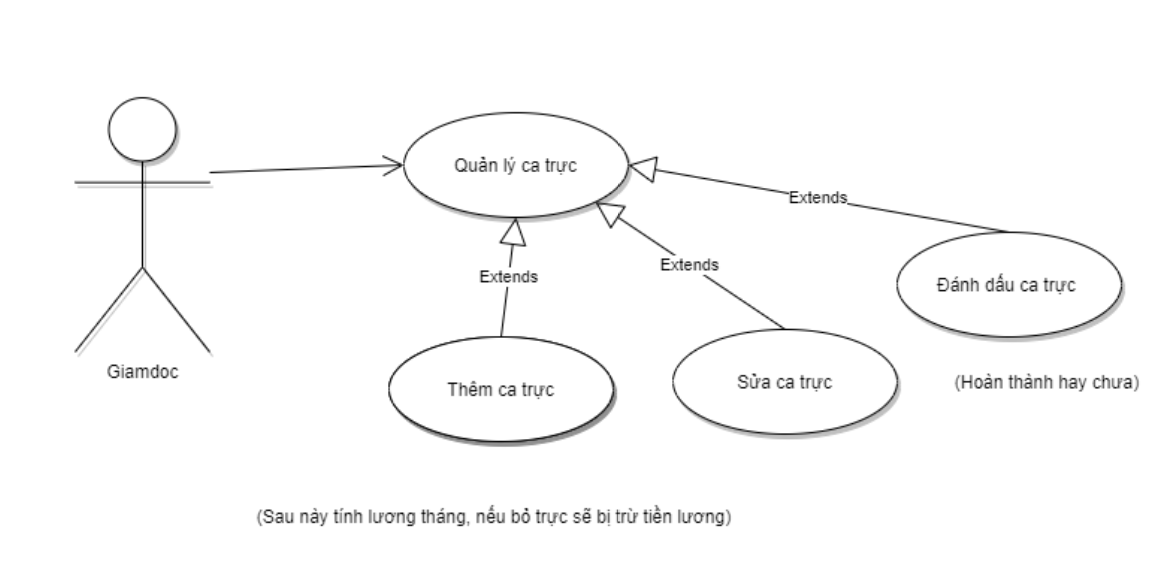 Quản lý ca trực
Extends
Extends
Extends
Đánh dấu ca trực
Giamdoc
Thêm ca trực
Sửa ca trực
(Hoàn thành hay chưa)
(Sau này tính lương tháng, nếu bỏ trực sẽ bị trừ tiền lương)